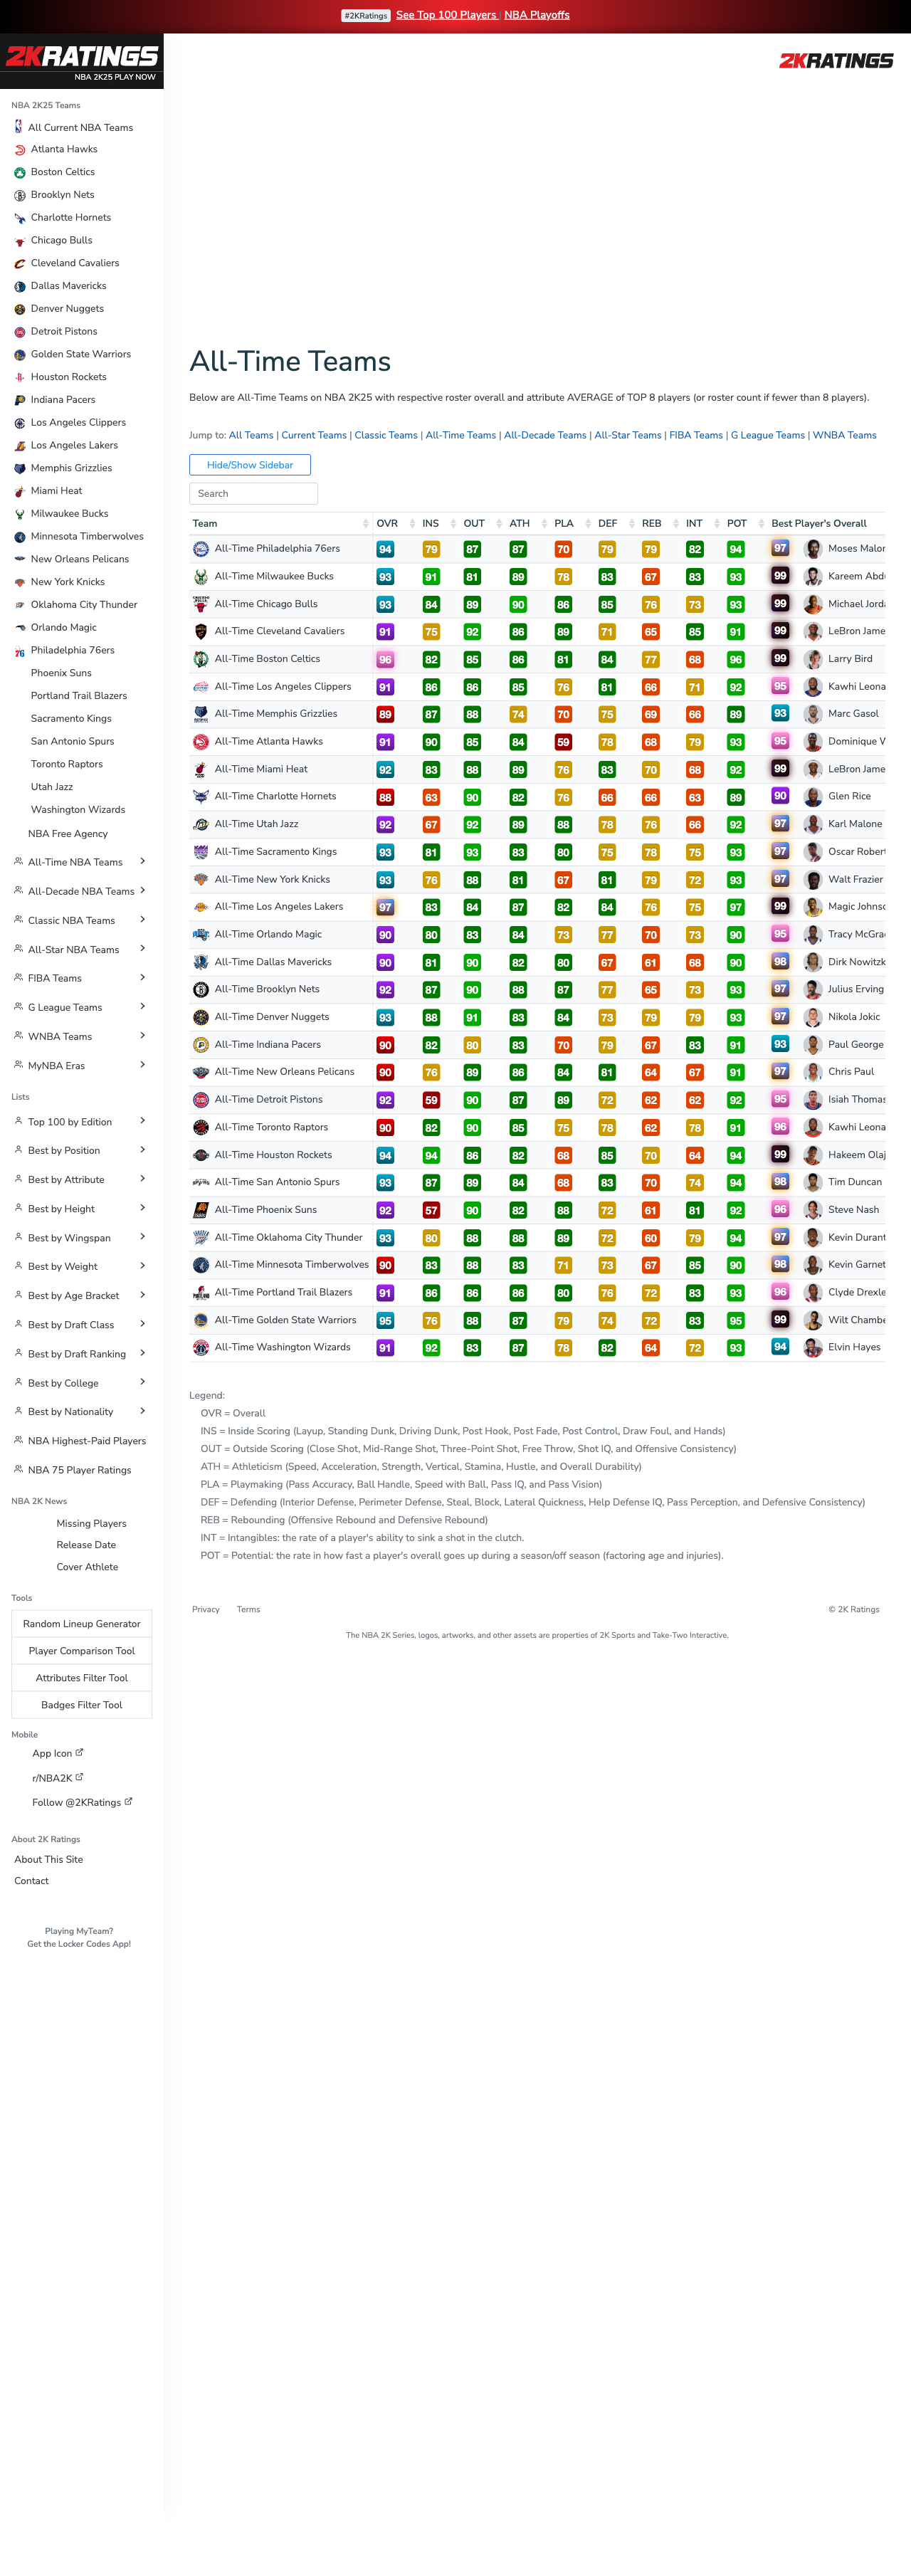 #2KRatings See Top 100 Players | NBA Playoffs
2KRATINGS
NBA 2K25 PLAY NOW
2KRATINGS
NBA 2K25 Teams
All Current NBA Teams
Atlanta Hawks
Boston Celtics
Brooklyn Nets
Charlotte Hornets
Chicago Bulls
Cleveland Cavaliers
Dallas Mavericks
Denver Nuggets
Detroit Pistons
Golden State Warriors
Houston Rockets
Indiana Pacers
Los Angeles Clippers
Los Angeles Lakers
Memphis Grizzlies
Miami Heat
Milwaukee Bucks
Minnesota Timberwolves
New Orleans Pelicans
New York Knicks
Oklahoma City Thunder
Orlando Magic
Philadelphia 76ers
Phoenix Suns
Portland Trail Blazers
Sacramento Kings
San Antonio Spurs
Toronto Raptors
Utah Jazz
Washington Wizards
NBA Free Agency
All-Time NBA Teams
All-Decade NBA Teams
Classic NBA Teams
All-Star NBA Teams
FIBA Teams
G League Teams
WNBA Teams
MyNBA Eras
Lists
Top 100 by Edition
Best by Position
Best by Attribute
Best by Height
Best by Wingspan
Best by Weight
Best by Age Bracket
Best by Draft Class
Best by Draft Ranking
Best by College
Best by Nationality
NBA Highest-Paid Players
NBA 75 Player Ratings
NBA 2K News
Missing Players
Release Date
Cover Athlete
Tools
Random Lineup Generator
Player Comparison Tool
Attributes Filter Tool
Badges Filter Tool
Mobile
App Icon
r/NBA2K
Follow @2KRatings
About 2K Ratings
About This Site
Contact
Playing MyTeam?
Get the Locker Codes App!
All-Time Teams
Below are All-Time Teams on NBA 2K25 with respective roster overall and attribute AVERAGE of TOP 8 players (or roster count if fewer than 8 players).
Jump to: All Teams | Current Teams | Classic Teams | All-Time Teams | All-Decade Teams | All-Star Teams | FIBA Teams | G League Teams | WNBA Teams
Hide/Show Sidebar
Search
Team OVR INS OUT ATH PLA DEF REB INT POT Best Player's Overall
All-Time Philadelphia 76ers 94 79 87 87 70 79 79 82 94 97 Moses Malon
All-Time Milwaukee Bucks 93 91 81 89 78 83 67 83 93 99 Kareem Abdu
All-Time Chicago Bulls 93 84 89 90 86 85 76 73 93 99 Michael Jorda
All-Time Cleveland Cavaliers 91 75 92 86 89 71 65 85 91 99 LeBron Jame
All-Time Boston Celtics 96 82 85 86 81 84 77 68 96 99 Larry Bird
All-Time Los Angeles Clippers 91 86 86 85 76 81 66 71 92 95 Kawhi Leona
All-Time Memphis Grizzlies 89 87 88 74 70 75 69 66 89 93 Marc Gasol
All-Time Atlanta Hawks 91 90 85 84 59 78 68 79 93 95 Dominique W
All-Time Miami Heat 92 83 88 89 76 83 70 68 92 99 LeBron Jame
All-Time Charlotte Hornets 88 63 90 82 76 66 66 63 89 90 Glen Rice
All-Time Utah Jazz 92 67 92 89 88 78 76 66 92 97 Karl Malone
All-Time Sacramento Kings 93 81 93 83 80 75 78 75 93 97 Oscar Robert
All-Time New York Knicks 93 76 88 81 67 81 79 72 93 97 Walt Frazier
All-Time Los Angeles Lakers 97 83 84 87 82 84 76 75 97 99 Magic Johnso
All-Time Orlando Magic 90 80 83 84 73 77 70 73 90 95 Tracy McGrac
All-Time Dallas Mavericks 90 81 90 82 80 67 61 68 90 98 Dirk Nowitzk
All-Time Brooklyn Nets 92 87 90 88 87 77 65 73 93 97 Julius Erving
All-Time Denver Nuggets 93 88 91 83 84 73 79 79 93 97 Nikola Jokic
All-Time Indiana Pacers 90 82 80 83 70 79 67 83 91 93 Paul George
All-Time New Orleans Pelicans 90 76 89 86 84 81 64 67 91 97 Chris Paul
All-Time Detroit Pistons 92 59 90 87 89 72 62 62 92 95 Isiah Thomas
All-Time Toronto Raptors 90 82 90 85 75 78 62 78 91 96 Kawhi Leona
All-Time Houston Rockets 94 94 86 82 68 85 70 64 94 99 Hakeem Olaj
All-Time San Antonio Spurs 93 87 89 84 68 83 70 74 94 98 Tim Duncan
All-Time Phoenix Suns 92 57 90 82 88 72 61 81 92 96 Steve Nash
All-Time Oklahoma City Thunder 93 80 88 88 89 72 60 79 94 97 Kevin Durant
All-Time Minnesota Timberwolves 90 83 88 83 71 73 67 85 90 98 Kevin Garnet
All-Time Portland Trail Blazers 91 86 86 86 80 76 72 83 93 96 Clyde Drexle
All-Time Golden State Warriors 95 76 88 87 79 74 72 83 95 99 Wilt Chambe
All-Time Washington Wizards 91 92 83 87 78 82 64 72 93 94 Elvin Hayes
Legend:
OVR = Overall
INS = Inside Scoring (Layup, Standing Dunk, Driving Dunk, Post Hook, Post Fade, Post Control, Draw Foul, and Hands)
OUT = Outside Scoring (Close Shot, Mid-Range Shot, Three-Point Shot, Free Throw, Shot IQ, and Offensive Consistency)
ATH = Athleticism (Speed, Acceleration, Strength, Vertical, Stamina, Hustle, and Overall Durability)
PLA = Playmaking (Pass Accuracy, Ball Handle, Speed with Ball, Pass IQ, and Pass Vision)
DEF = Defending (Interior Defense, Perimeter Defense, Steal, Block, Lateral Quickness, Help Defense IQ, Pass Perception, and Defensive Consistency)
REB = Rebounding (Offensive Rebound and Defensive Rebound)
INT = Intangibles: the rate of a player's ability to sink a shot in the clutch.
POT = Potential: the rate in how fast a player's overall goes up during a season/off season (factoring age and injuries).
Privacy Terms © 2K Ratings
The NBA 2K Series, logos, artworks, and other assets are properties of 2K Sports and Take-Two Interactive.